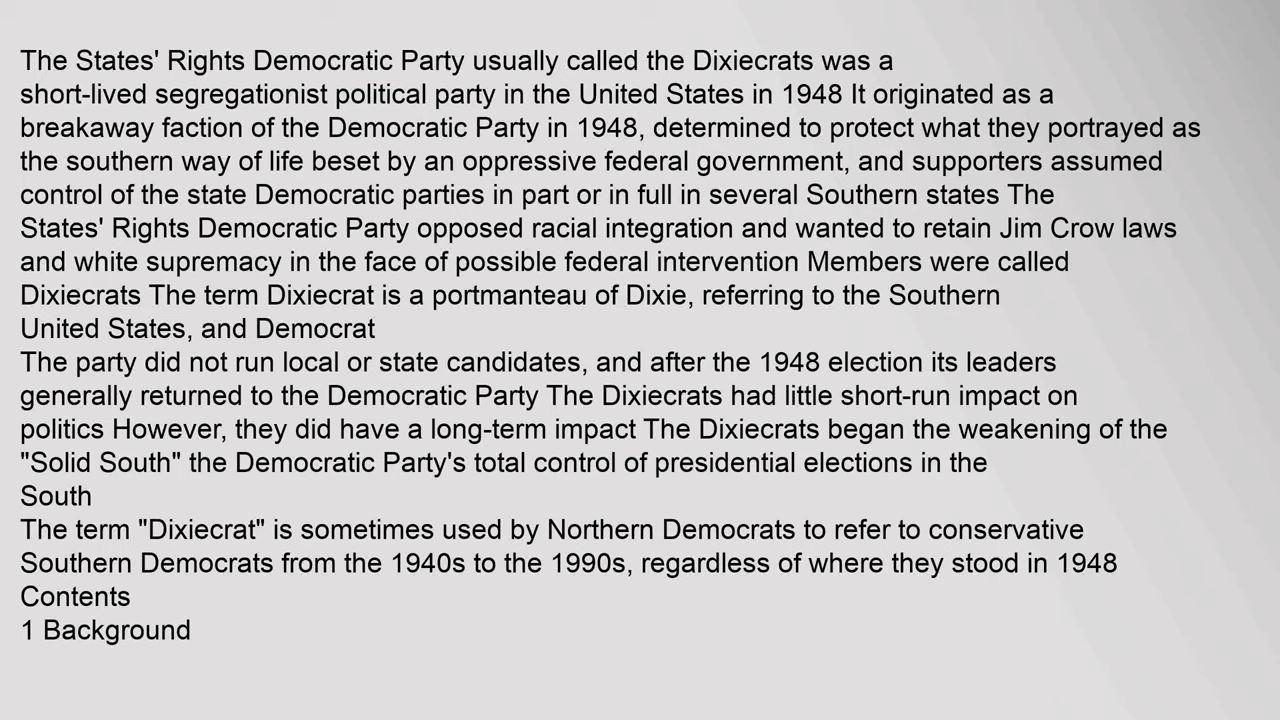 The States' Rights Democratic Party usually called the Dixiecrats was a
short-lived segregationist political party in the United States in 1948 It originated as a
breakaway faction of the Democratic Party in 1948, determined to protect what they portrayed as
the southern way of life beset by an oppressive federal government, and supporters assumed
control of the state Democratic parties in part or in full in several Southern states The
States' Rights Democratic Party opposed racial integration and wanted to retain Jim Crow laws
and white supremacy in the face of possible federal intervention Members were called
Dixiecrats The term Dixiecrat is a portmanteau of Dixie, referring to the Southern
United States, and Democrat
The party did not run local or state candidates, and after the 1948 election its leaders
generally returned to the Democratic Party The Dixiecrats had little short-run impact on
politics However, they did have a long-term impact The Dixiecrats began the weakening of the
"Solid South" the Democratic Party's total control of presidential elections in the
South
The term "Dixiecrat" is sometimes used by Northern Democrats to refer to conservative
Southern Democrats from the 1940s to the 1990s, regardless of where they stood in 1948
Contents
1 Background